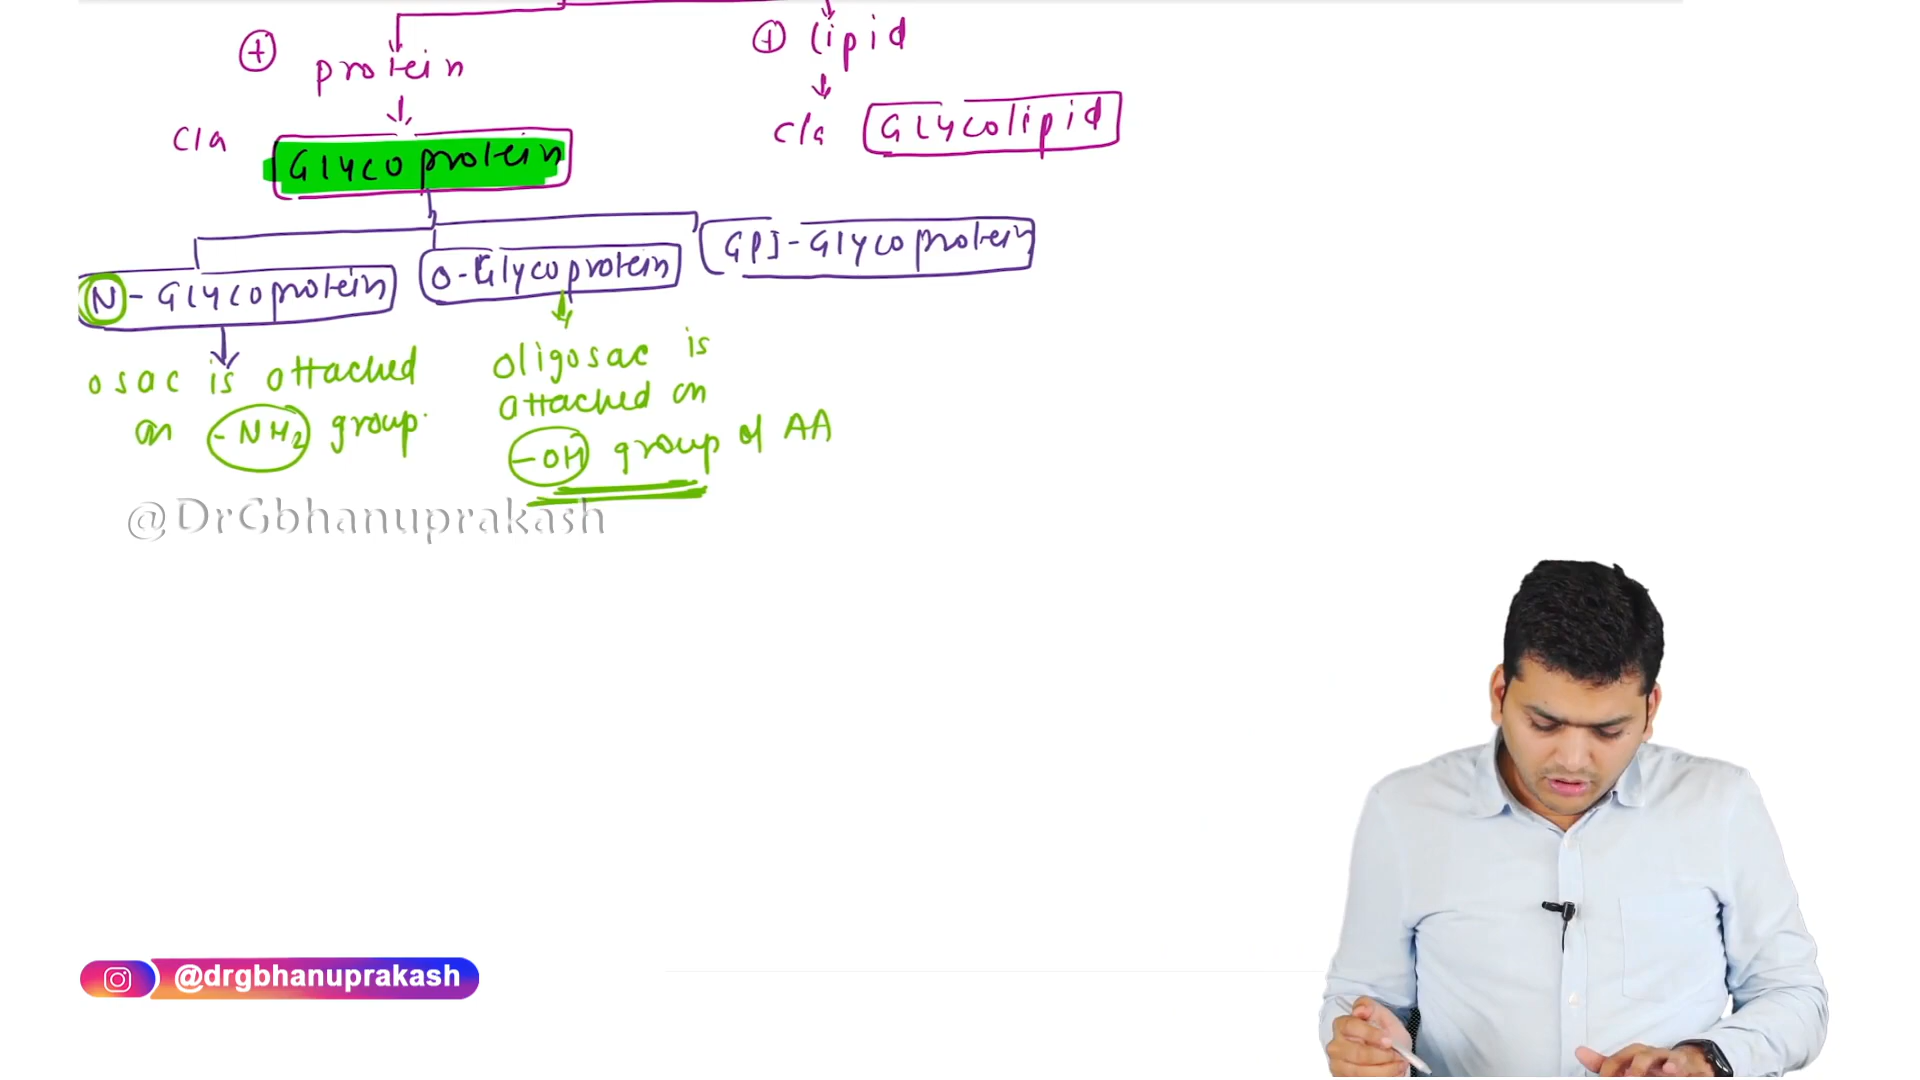 + protein
+ lipid
c/a Glycoprotein
c/a Glycolipid
N - Glycoprotein
O - Glycoprotein
GPI - Glycoprotein
osac is attached
on -NH2 group.
oligosac is
attached on
-OH group of AA
@DrGbhanuprakash
@drgbhanuprakash